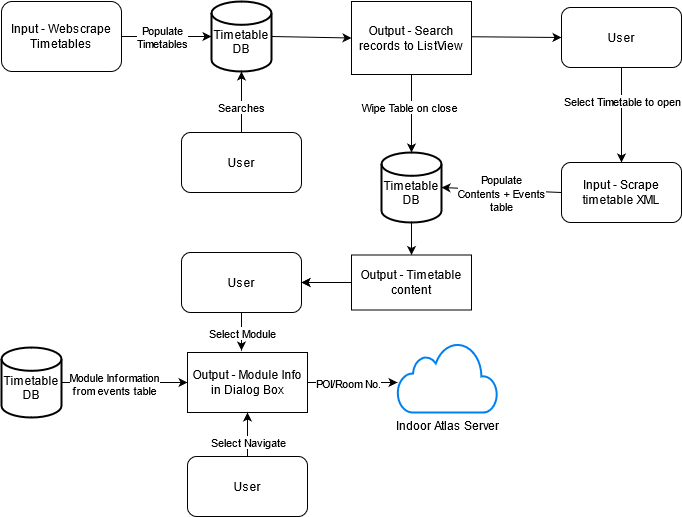 Input - Webscrape
Timetables
Populate
Timetables
Timetable
DB
Output - Search
records to ListView
User
Searches
Wipe Table on close
Select Timetable to open
User
Timetable
DB
Populate
Contents + Events
table
Input - Scrape
timetable XML
User
Output - Timetable
content
Select Module
Timetable
DB
Module Information
from events table
Output - Module Info
in Dialog Box
POI/Room No.
Indoor Atlas Server
Select Navigate
User